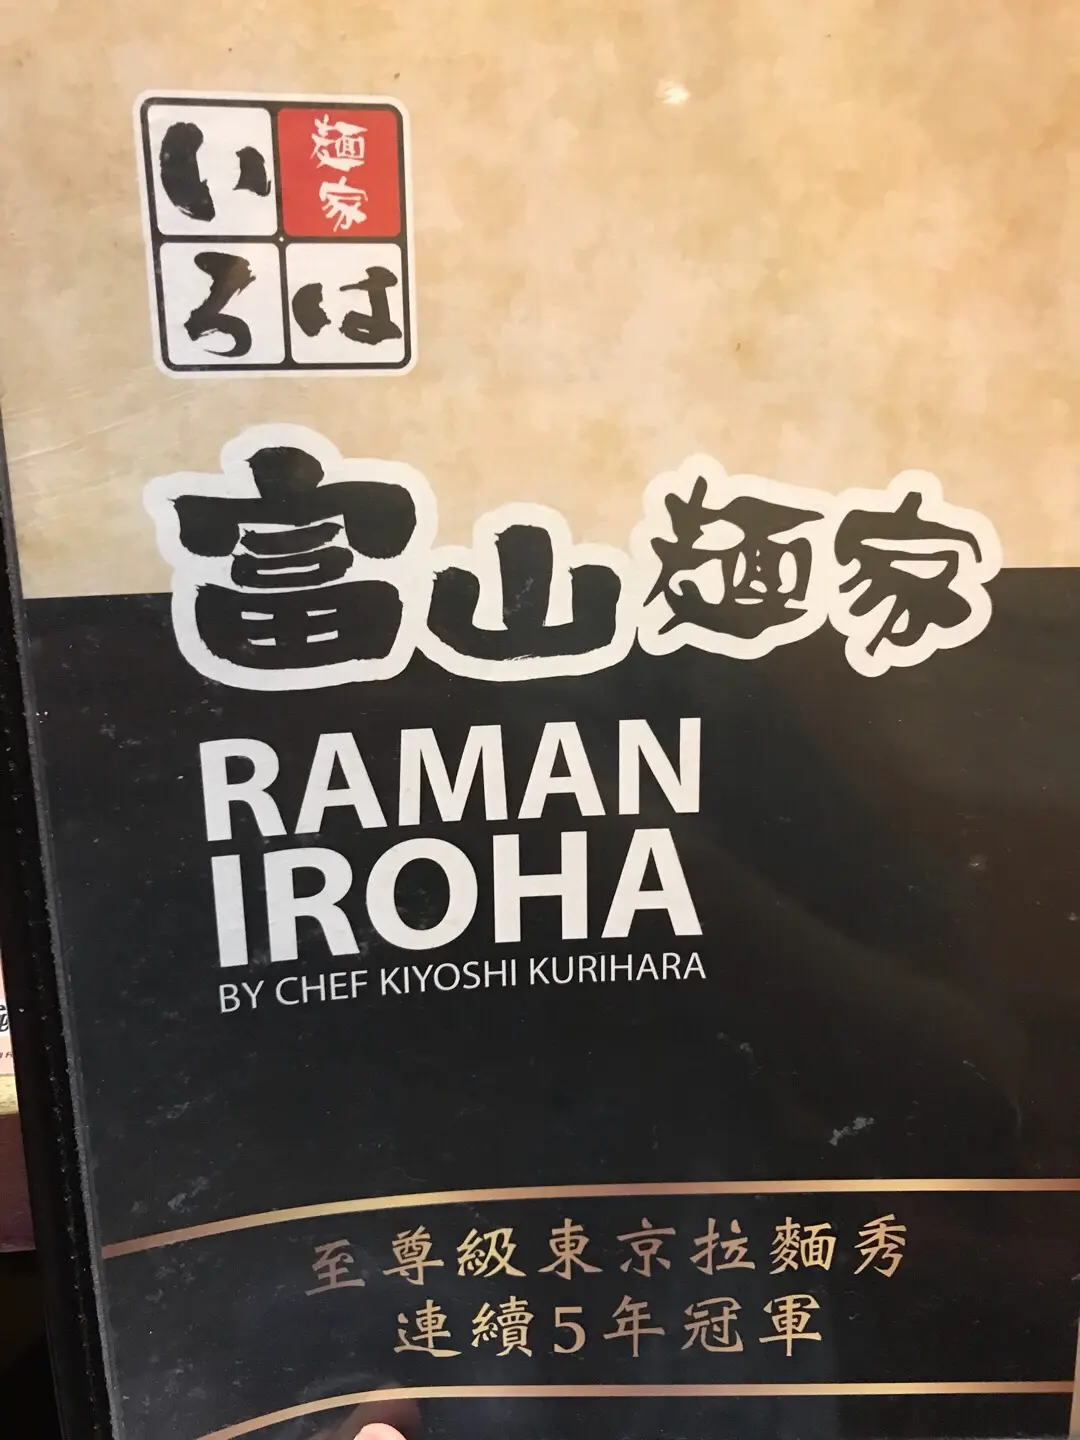 い 麺家
ろ は
富山麺家
RAMAN
IROHA
BY CHEF KIYOSHI KURIHARA
至尊級東京拉麵秀
連續5年冠軍